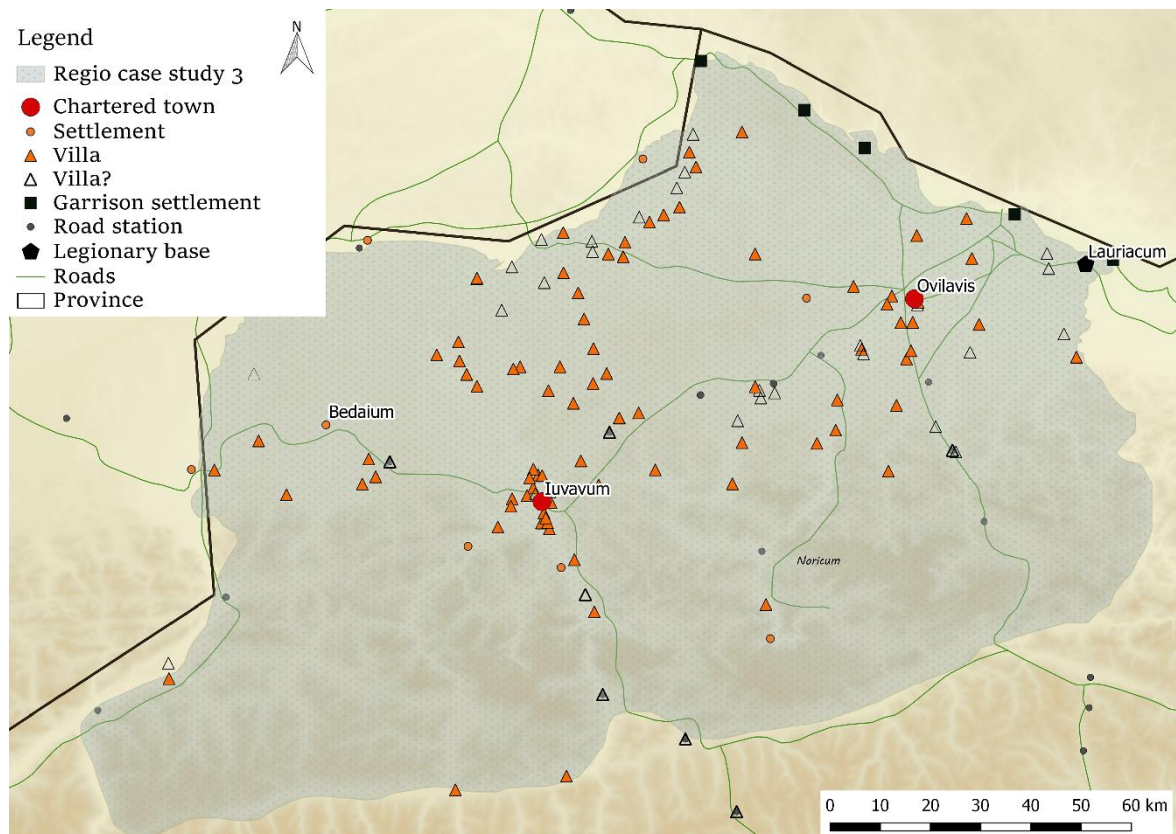 Legend
N
Regio case study 3
Chartered town
Settlement
Villa
Villa?
Garrison settlement
Road station
Legionary base
Roads
Province
Lauriacum
Ovilavis
Bedaium
Iuvavum
Noricum
0 10 20 30 40 50 60 km